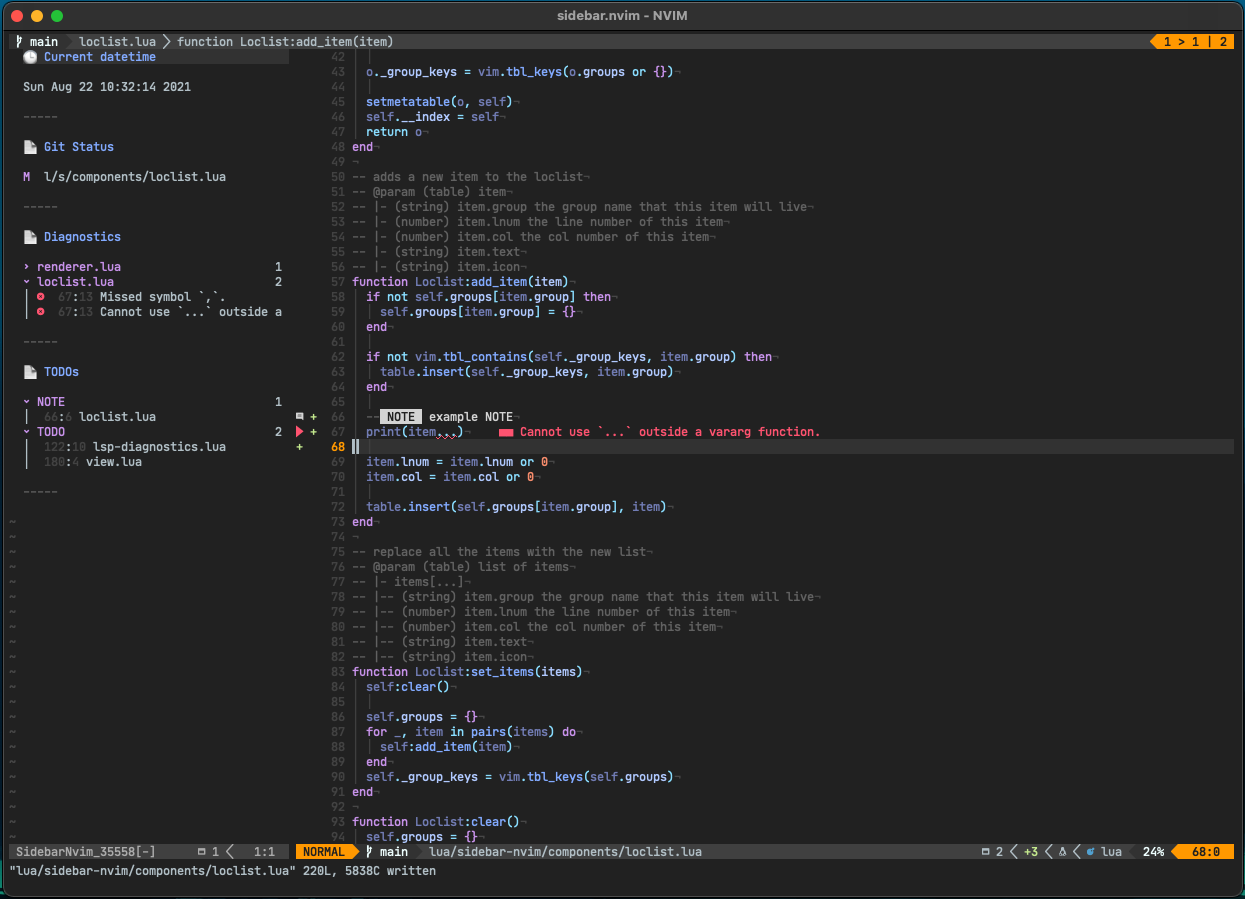 sidebar.nvim - NVIM
main loclist.lua function Loclist:add_item(item) 1 > 1 | 2
Current datetime
Sun Aug 22 10:32:14 2021
-----
Git Status
M l/s/components/loclist.lua
-----
Diagnostics
› renderer.lua 1
⌄ loclist.lua 2
67:13 Missed symbol `,`.
67:13 Cannot use `...` outside a
-----
TODOs
⌄ NOTE 1
66:6 loclist.lua
⌄ TODO 2
122:10 lsp-diagnostics.lua
180:4 view.lua
-----
42
43 o._group_keys = vim.tbl_keys(o.groups or {})¬
44
45 setmetatable(o, self)¬
46 self.__index = self¬
47 return o¬
48 end¬
49 ¬
50 -- adds a new item to the loclist¬
51 -- @param (table) item¬
52 -- |- (string) item.group the group name that this item will live¬
53 -- |- (number) item.lnum the line number of this item¬
54 -- |- (number) item.col the col number of this item¬
55 -- |- (string) item.text¬
56 -- |- (string) item.icon¬
57 function Loclist:add_item(item)¬
58 if not self.groups[item.group] then¬
59 self.groups[item.group] = {}¬
60 end¬
61
62 if not vim.tbl_contains(self._group_keys, item.group) then¬
63 table.insert(self._group_keys, item.group)¬
64 end¬
65
+ 66 -- NOTE example NOTE¬
+ 67 print(item...)¬ Cannot use `...` outside a vararg function.
+ 68
69 item.lnum = item.lnum or 0¬
70 item.col = item.col or 0¬
71
72 table.insert(self.groups[item.group], item)¬
73 end¬
74 ¬
75 -- replace all the items with the new list¬
76 -- @param (table) list of items¬
77 -- |- items[...]¬
78 -- |-- (string) item.group the group name that this item will live¬
79 -- |-- (number) item.lnum the line number of this item¬
80 -- |-- (number) item.col the col number of this item¬
81 -- |-- (string) item.text¬
82 -- |-- (string) item.icon¬
83 function Loclist:set_items(items)¬
84 self:clear()¬
85
86 self.groups = {}¬
87 for _, item in pairs(items) do¬
88 self:add_item(item)¬
89 end¬
90 self._group_keys = vim.tbl_keys(self.groups)¬
91 end¬
92 ¬
93 function Loclist:clear()¬
94 self.groups = {}¬
SidebarNvim_35558[-] 1 1:1 NORMAL main lua/sidebar-nvim/components/loclist.lua 2 +3 lua 24% 68:0
"lua/sidebar-nvim/components/loclist.lua" 220L, 5838C written